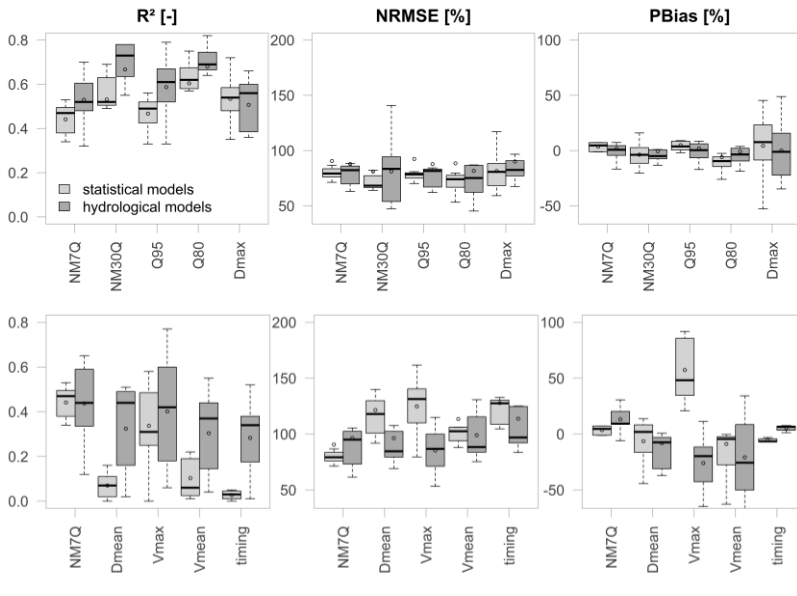 R² [-]
NRMSE [%]
PBias [%]
0.8
0.6
0.4
0.2
0.0
statistical models
hydrological models
NM7Q
NM30Q
Q95
Q80
Dmax
200
150
100
50
NM7Q
NM30Q
Q95
Q80
Dmax
100
50
0
-50
NM7Q
NM30Q
Q95
Q80
Dmax
0.8
0.6
0.4
0.2
0.0
NM7Q
Dmean
Vmax
Vmean
timing
200
150
100
50
NM7Q
Dmean
Vmax
Vmean
timing
100
50
0
-50
NM7Q
Dmean
Vmax
Vmean
timing